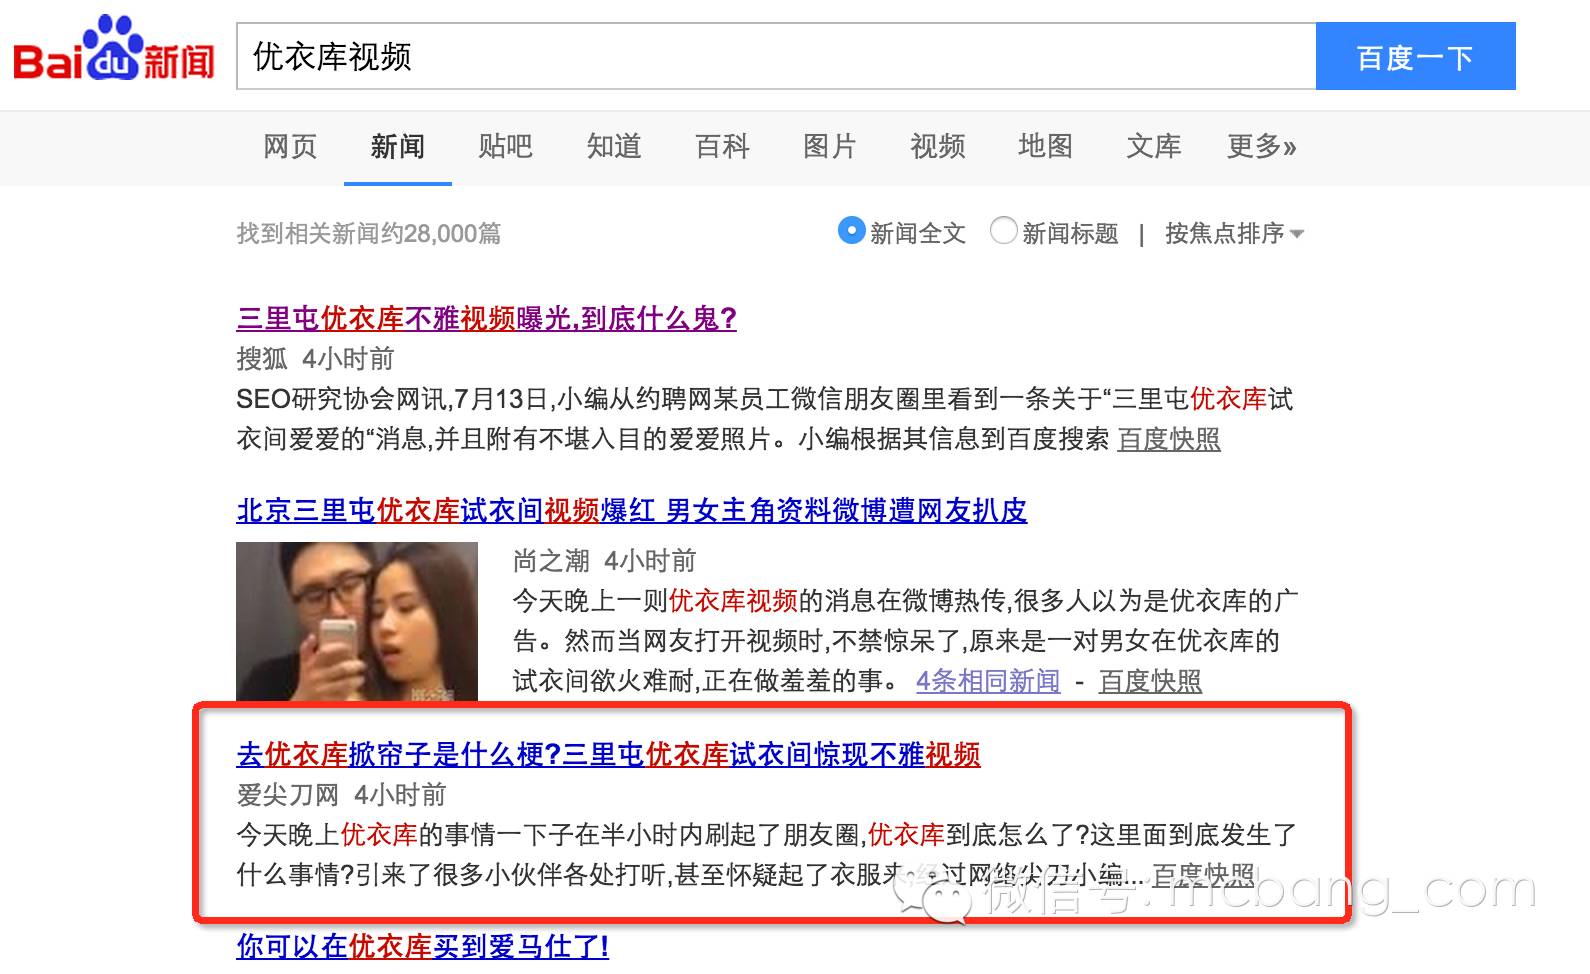 Bai du 新闻
优衣库视频
百度一下
网页 新闻 贴吧 知道 百科 图片 视频 地图 文库 更多»
找到相关新闻约28,000篇
新闻全文 新闻标题 | 按焦点排序
三里屯优衣库不雅视频曝光,到底什么鬼?
搜狐 4小时前
SEO研究协会网讯,7月13日,小编从约聘网某员工微信朋友圈里看到一条关于“三里屯优衣库试
衣间爱爱的“消息,并且附有不堪入目的爱爱照片。小编根据其信息到百度搜索 百度快照
北京三里屯优衣库试衣间视频爆红 男女主角资料微博遭网友扒皮
尚之潮 4小时前
今天晚上一则优衣库视频的消息在微博热传,很多人以为是优衣库的广
告。然而当网友打开视频时,不禁惊呆了,原来是一对男女在优衣库的
试衣间欲火难耐,正在做羞羞的事。 4条相同新闻 - 百度快照
去优衣库掀帘子是什么梗?三里屯优衣库试衣间惊现不雅视频
爱尖刀网 4小时前
今天晚上优衣库的事情一下子在半小时内刷起了朋友圈,优衣库到底怎么了?这里面到底发生了
什么事情?引来了很多小伙伴各处打听,甚至怀疑起了衣服来,经过网络尖刀小编... 百度快照
微信号: mcbang_com
你可以在优衣库买到爱马仕了!